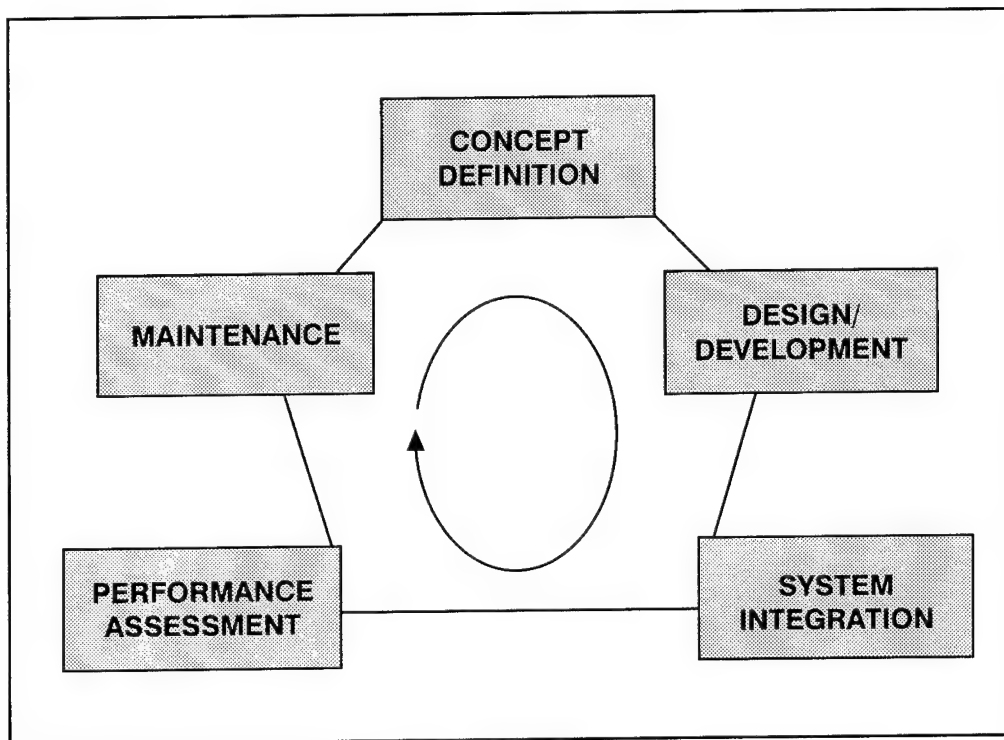 CONCEPT
DEFINITION
MAINTENANCE
DESIGN/
DEVELOPMENT
PERFORMANCE
ASSESSMENT
SYSTEM
INTEGRATION